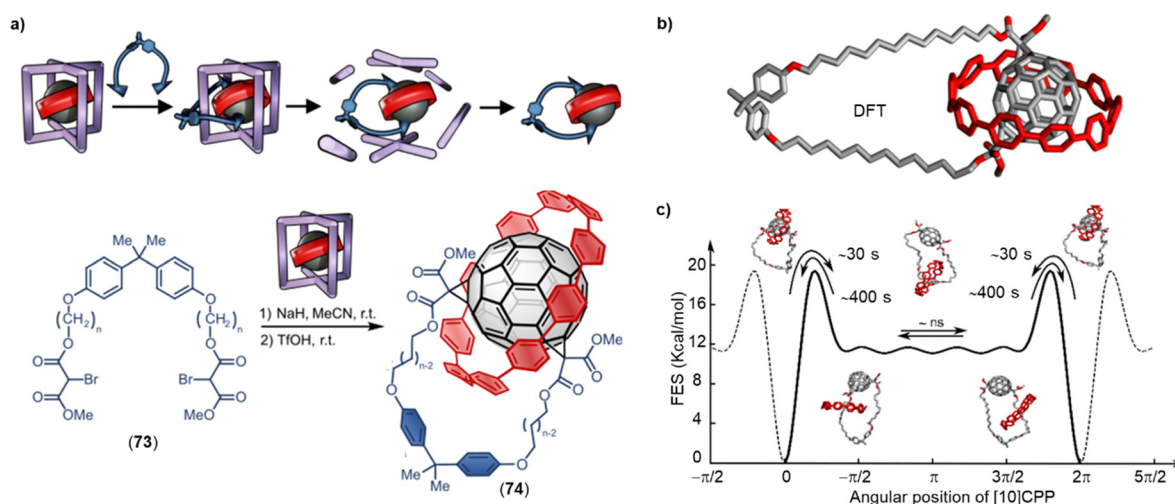 a)
Me Me
O O
(CH₂)n (CH₂)n
O O
O Br Br O
O O
OMe MeO
(73)
1) NaH, MeCN, r.t.
2) TfOH, r.t.
OMe
O
O
O
OMe
O
O
O
n-2
n-2
O
O
Me Me
(74)
b)
DFT
c)
FES (Kcal/mol)
20
16
12
8
4
0
~30 s
~400 s
~ ns
~30 s
~400 s
−π/2 0 −π/2 π 3π/2 2π 5π/2
Angular position of [10]CPP